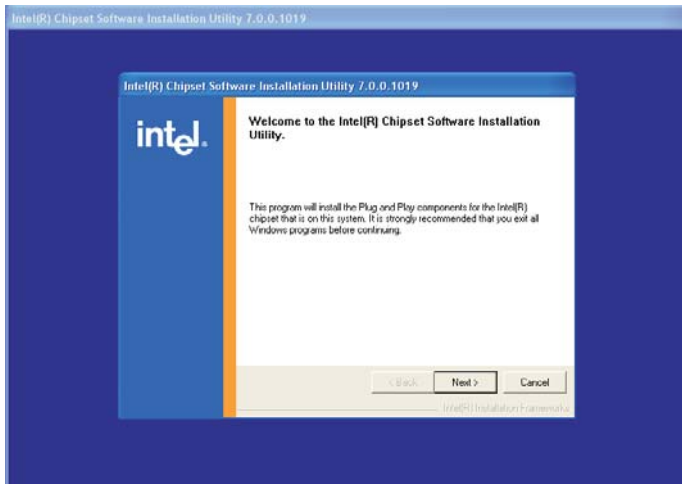 Intel(R) Chipset Software Installation Utility 7.0.0.1019
Intel(R) Chipset Software Installation Utility 7.0.0.1019
intel.
Welcome to the Intel(R) Chipset Software Installation
Utility.
This program will install the Plug and Play components for the Intel(R)
chipset that is on this system. It is strongly recommended that you exit all
Windows programs before continuing.
< Back
Next >
Cancel
Intel(R) Installation Frameworks